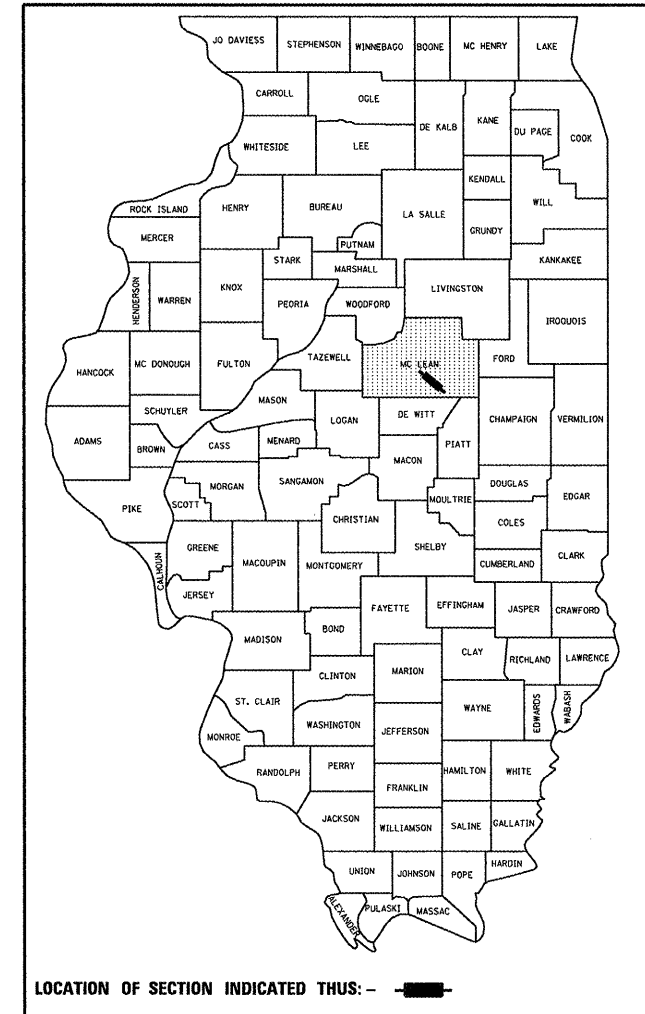 JO DAVIESS STEPHENSON WINNEBAGO BOONE MC HENRY LAKE
CARROLL OGLE DE KALB KANE DU PAGE COOK
WHITESIDE LEE
KENDALL WILL
ROCK ISLAND HENRY BUREAU LA SALLE
MERCER PUTNAM GRUNDY
STARK MARSHALL KANKAKEE
HENDERSON WARREN KNOX PEORIA WOODFORD LIVINGSTON
IROQUOIS
HANCOCK MC DONOUGH FULTON TAZEWELL MC LEAN FORD
MASON
SCHUYLER LOGAN DE WITT CHAMPAIGN VERMILION
ADAMS BROWN CASS MENARD PIATT
MACON
MORGAN SANGAMON DOUGLAS
PIKE SCOTT CHRISTIAN MOULTRIE EDGAR
COLES
GREENE SHELBY
CALHOUN MACOUPIN MONTGOMERY CUMBERLAND CLARK
JERSEY
FAYETTE EFFINGHAM JASPER CRAWFORD
MADISON BOND
CLAY RICHLAND LAWRENCE
CLINTON MARION
ST. CLAIR WAYNE EDWARDS WABASH
WASHINGTON JEFFERSON
MONROE
RANDOLPH PERRY HAMILTON WHITE
FRANKLIN
JACKSON WILLIAMSON SALINE GALLATIN
UNION JOHNSON POPE HARDIN
ALEXANDER PULASKI MASSAC
LOCATION OF SECTION INDICATED THUS: –